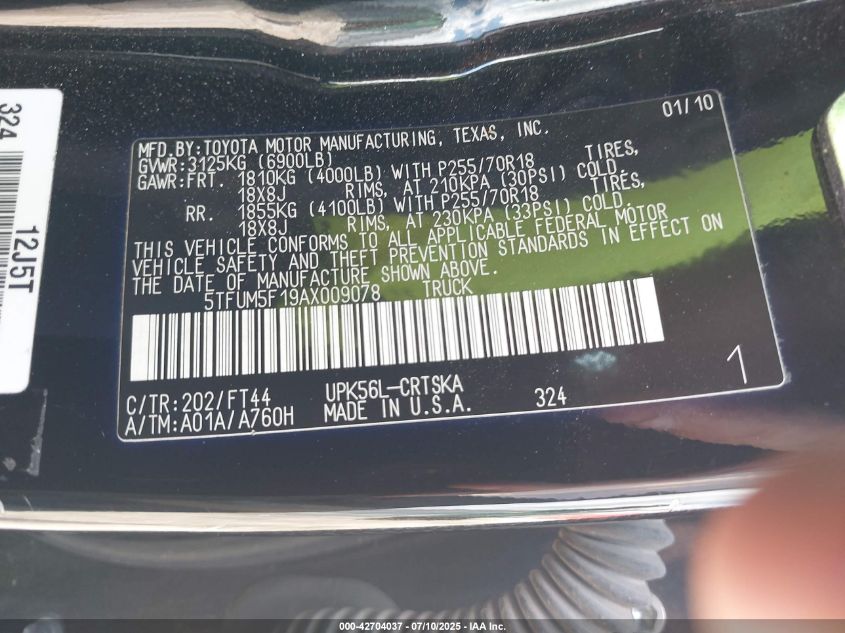 324
12J5T
01/10
MFD.BY:TOYOTA MOTOR MANUFACTURING, TEXAS, INC.
GVWR:3125KG (6900LB)
GAWR:FRT. 1810KG (4000LB) WITH P255/70R18 TIRES,
18X8J RIMS, AT 210KPA (30PSI) COLD.
RR. 1855KG (4100LB) WITH P255/70R18 TIRES,
18X8J RIMS, AT 230KPA (33PSI) COLD.
THIS VEHICLE CONFORMS TO ALL APPLICABLE FEDERAL MOTOR
VEHICLE SAFETY AND THEFT PREVENTION STANDARDS IN EFFECT ON
THE DATE OF MANUFACTURE SHOWN ABOVE.
5TFUM5F19AX009078 TRUCK
C/TR:202/FT44 UPK56L-CRTSKA
A/TM:A01A/A760H MADE IN U.S.A. 324
1
000-42704037 - 07/10/2025 - IAA Inc.